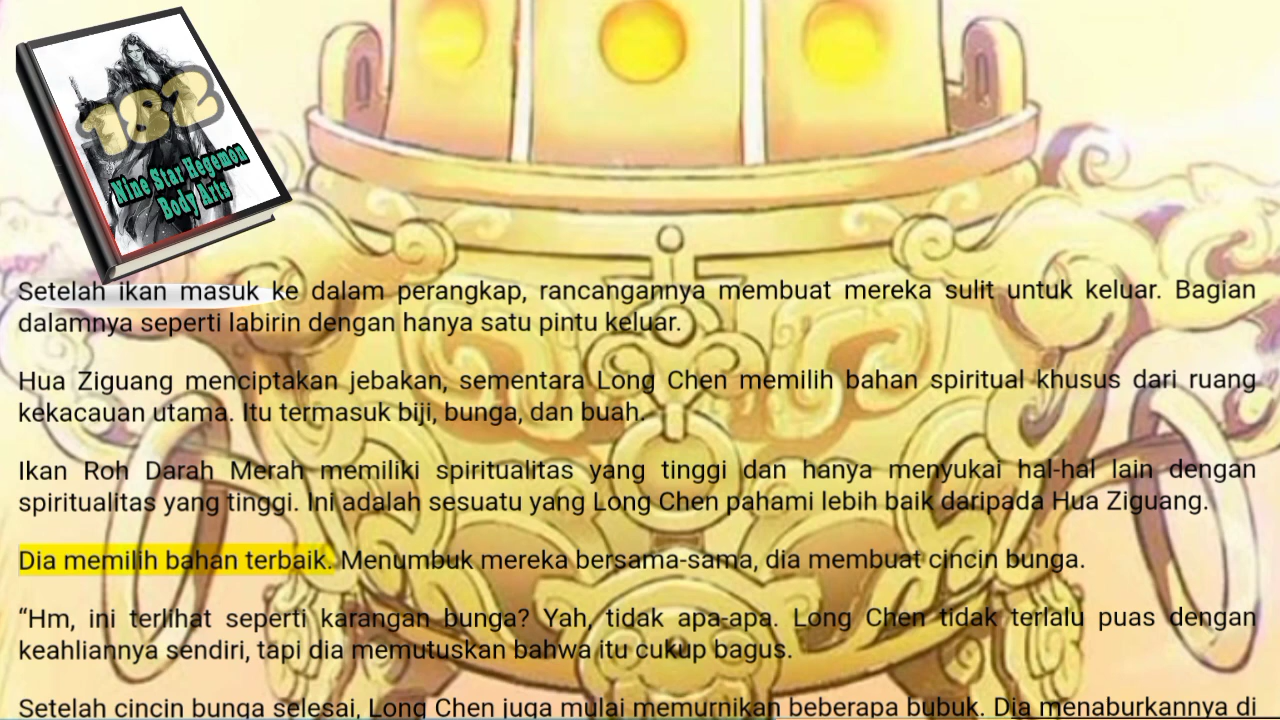 182
Nine Star Hegemon
Body Arts
Setelah ikan masuk ke dalam perangkap, rancangannya membuat mereka sulit untuk keluar. Bagian
dalamnya seperti labirin dengan hanya satu pintu keluar.
Hua Ziguang menciptakan jebakan, sementara Long Chen memilih bahan spiritual khusus dari ruang
kekacauan utama. Itu termasuk biji, bunga, dan buah.
Ikan Roh Darah Merah memiliki spiritualitas yang tinggi dan hanya menyukai hal-hal lain dengan
spiritualitas yang tinggi. Ini adalah sesuatu yang Long Chen pahami lebih baik daripada Hua Ziguang.
Dia memilih bahan terbaik. Menumbuk mereka bersama-sama, dia membuat cincin bunga.
“Hm, ini terlihat seperti karangan bunga? Yah, tidak apa-apa. Long Chen tidak terlalu puas dengan
keahliannya sendiri, tapi dia memutuskan bahwa itu cukup bagus.
Setelah cincin bunga selesai, Long Chen juga mulai memurnikan beberapa bubuk. Dia menaburkannya di